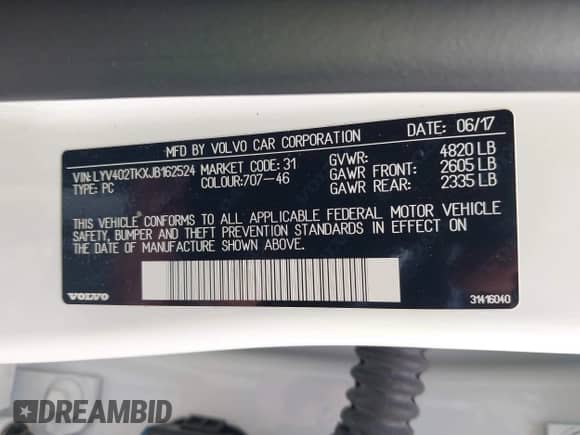 MFD BY VOLVO CAR CORPORATION
DATE: 06/17
VIN: LYV402TKXJB162524
TYPE: PC
MARKET CODE: 31
COLOUR:707-46
GVWR: 4820 LB
GAWR FRONT: 2605 LB
GAWR REAR: 2335 LB
THIS VEHICLE CONFORMS TO ALL APPLICABLE FEDERAL MOTOR VEHICLE
SAFETY, BUMPER AND THEFT PREVENTION STANDARDS IN EFFECT ON
THE DATE OF MANUFACTURE SHOWN ABOVE.
VOLVO
31416040
DREAMBID